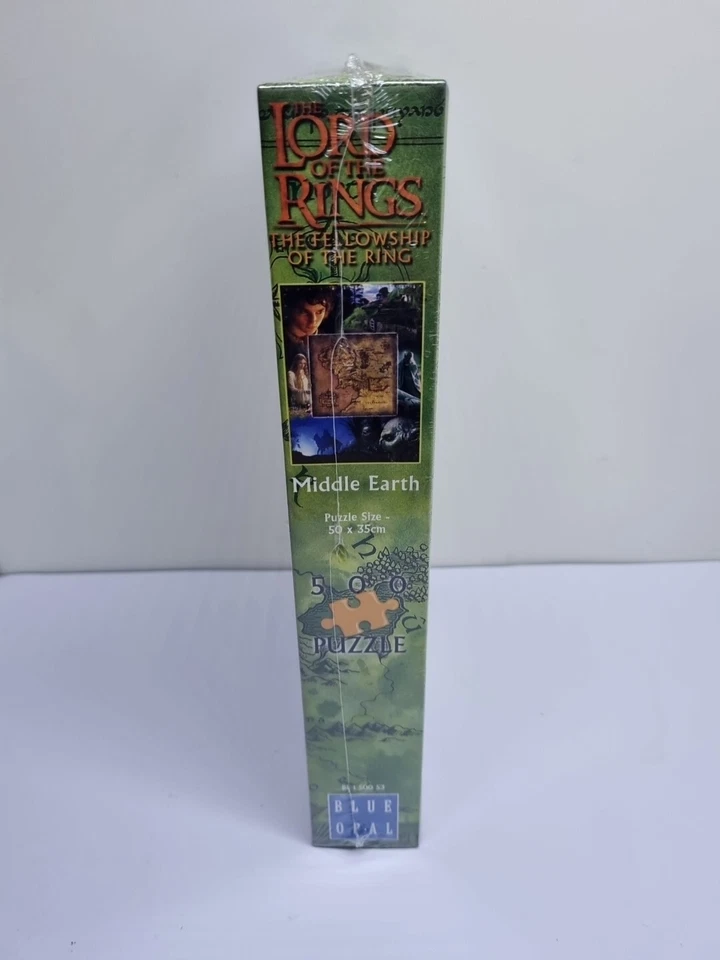 THE
LORD
OF THE
RINGS
THE FELLOWSHIP
OF THE RING
Middle Earth
Puzzle Size -
50 x 35cm
500
PUZZLE
BLUE
OPAL